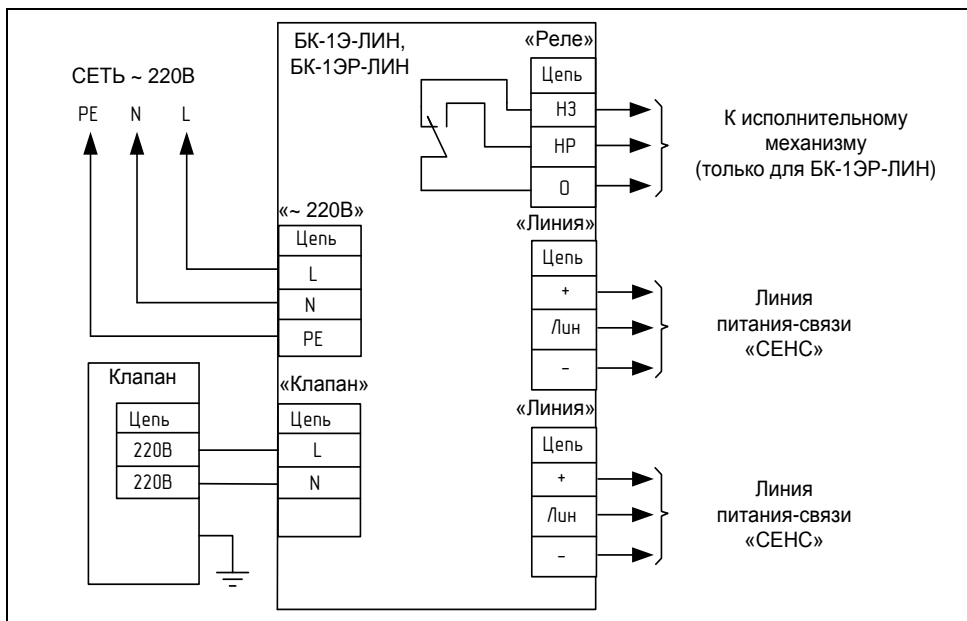 БК-1Э-ЛИН,
БК-1ЭР-ЛИН
СЕТЬ ~ 220В
PE N L
«~ 220В»
Цепь
L
N
PE
Клапан
Цепь
220В
220В
«Клапан»
Цепь
L
N
«Реле»
Цепь
НЗ
НР
О
К исполнительному
механизму
(только для БК-1ЭР-ЛИН)
«Линия»
Цепь
+
Лин
–
Линия
питания-связи
«СЕНС»
«Линия»
Цепь
+
Лин
–
Линия
питания-связи
«СЕНС»